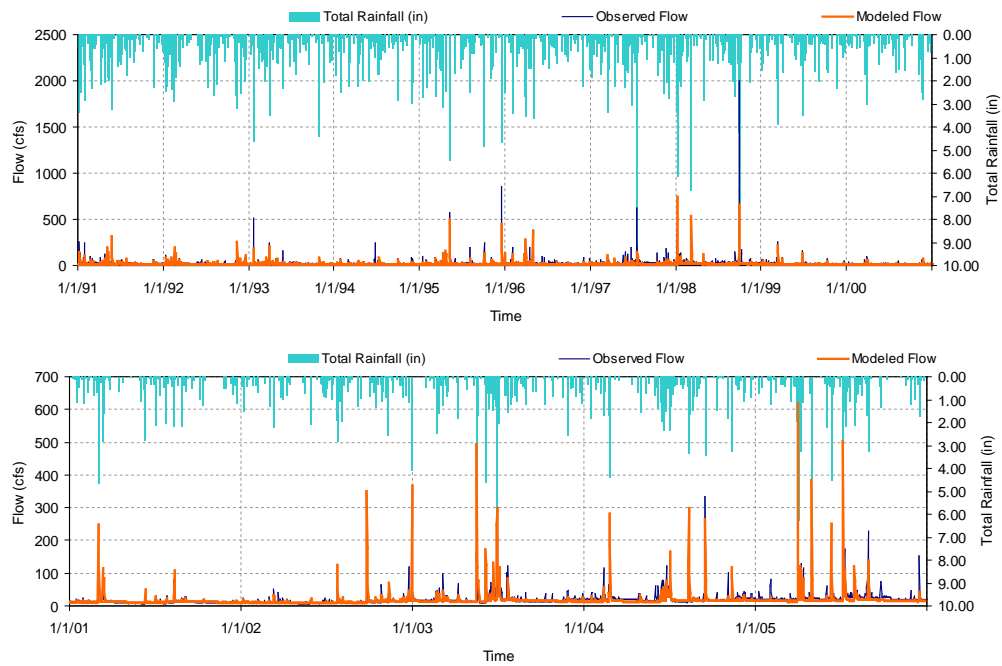 Total Rainfall (in) Observed Flow Modeled Flow
2500 0.00
1.00
2000 2.00
3.00
1500 4.00
5.00
1000 6.00
7.00
500 8.00
9.00
0 10.00
Flow (cfs)
Total Rainfall (in)
1/1/91 1/1/92 1/1/93 1/1/94 1/1/95 1/1/96 1/1/97 1/1/98 1/1/99 1/1/00
Time
Total Rainfall (in) Observed Flow Modeled Flow
700 0.00
600 1.00
2.00
500 3.00
400 4.00
5.00
300 6.00
200 7.00
8.00
100 9.00
0 10.00
Flow (cfs)
Total Rainfall (in)
1/1/01 1/1/02 1/1/03 1/1/04 1/1/05
Time